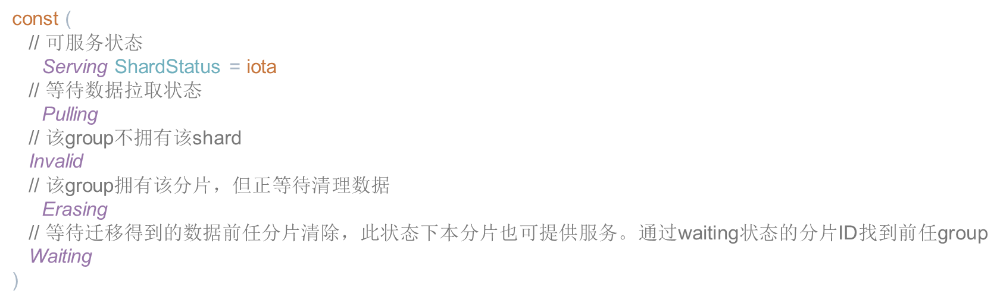 const (
// 可服务状态
Serving ShardStatus = iota
// 等待数据拉取状态
Pulling
// 该group不拥有该shard
Invalid
// 该group拥有该分片，但正等待清理数据
Erasing
// 等待迁移得到的数据前任分片清除，此状态下本分片也可提供服务。通过waiting状态的分片ID找到前任group
Waiting
)